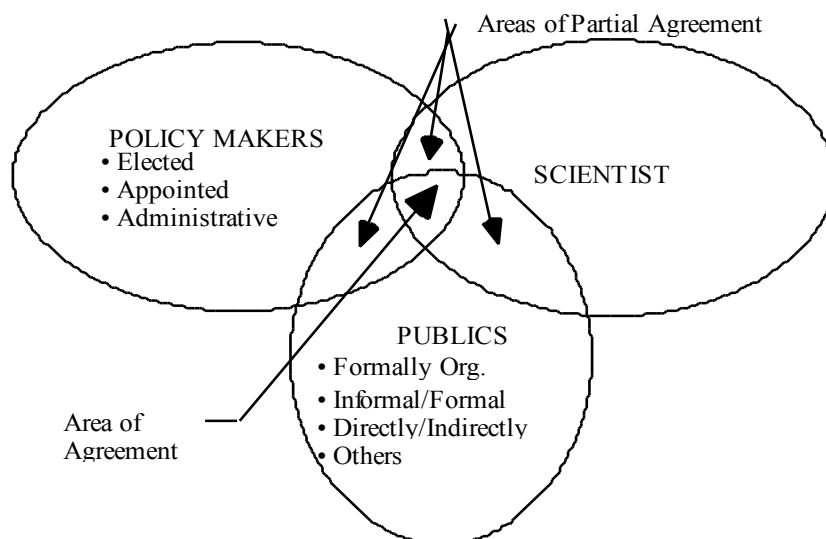 Areas of Partial Agreement
POLICY MAKERS
• Elected
• Appointed
• Administrative
SCIENTIST
PUBLICS
• Formally Org.
• Informal/Formal
• Directly/Indirectly
• Others
Area of
Agreement